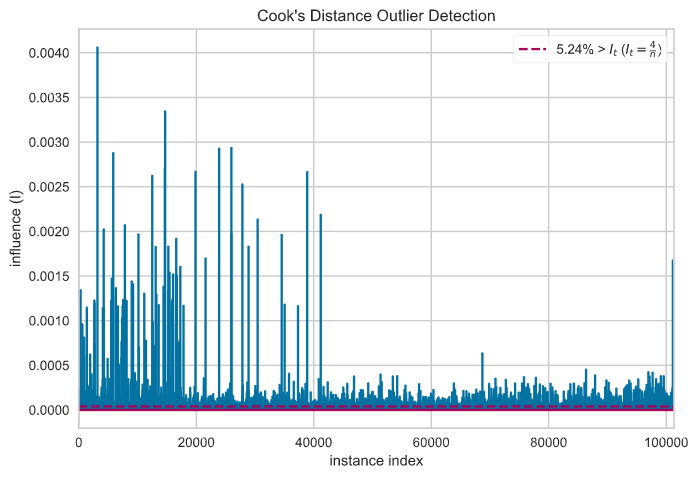 Cook's Distance Outlier Detection
5.24% > I_t (I_t = 4/n)
influence (I)
0.0040
0.0035
0.0030
0.0025
0.0020
0.0015
0.0010
0.0005
0.0000
0 20000 40000 60000 80000 100000
instance index